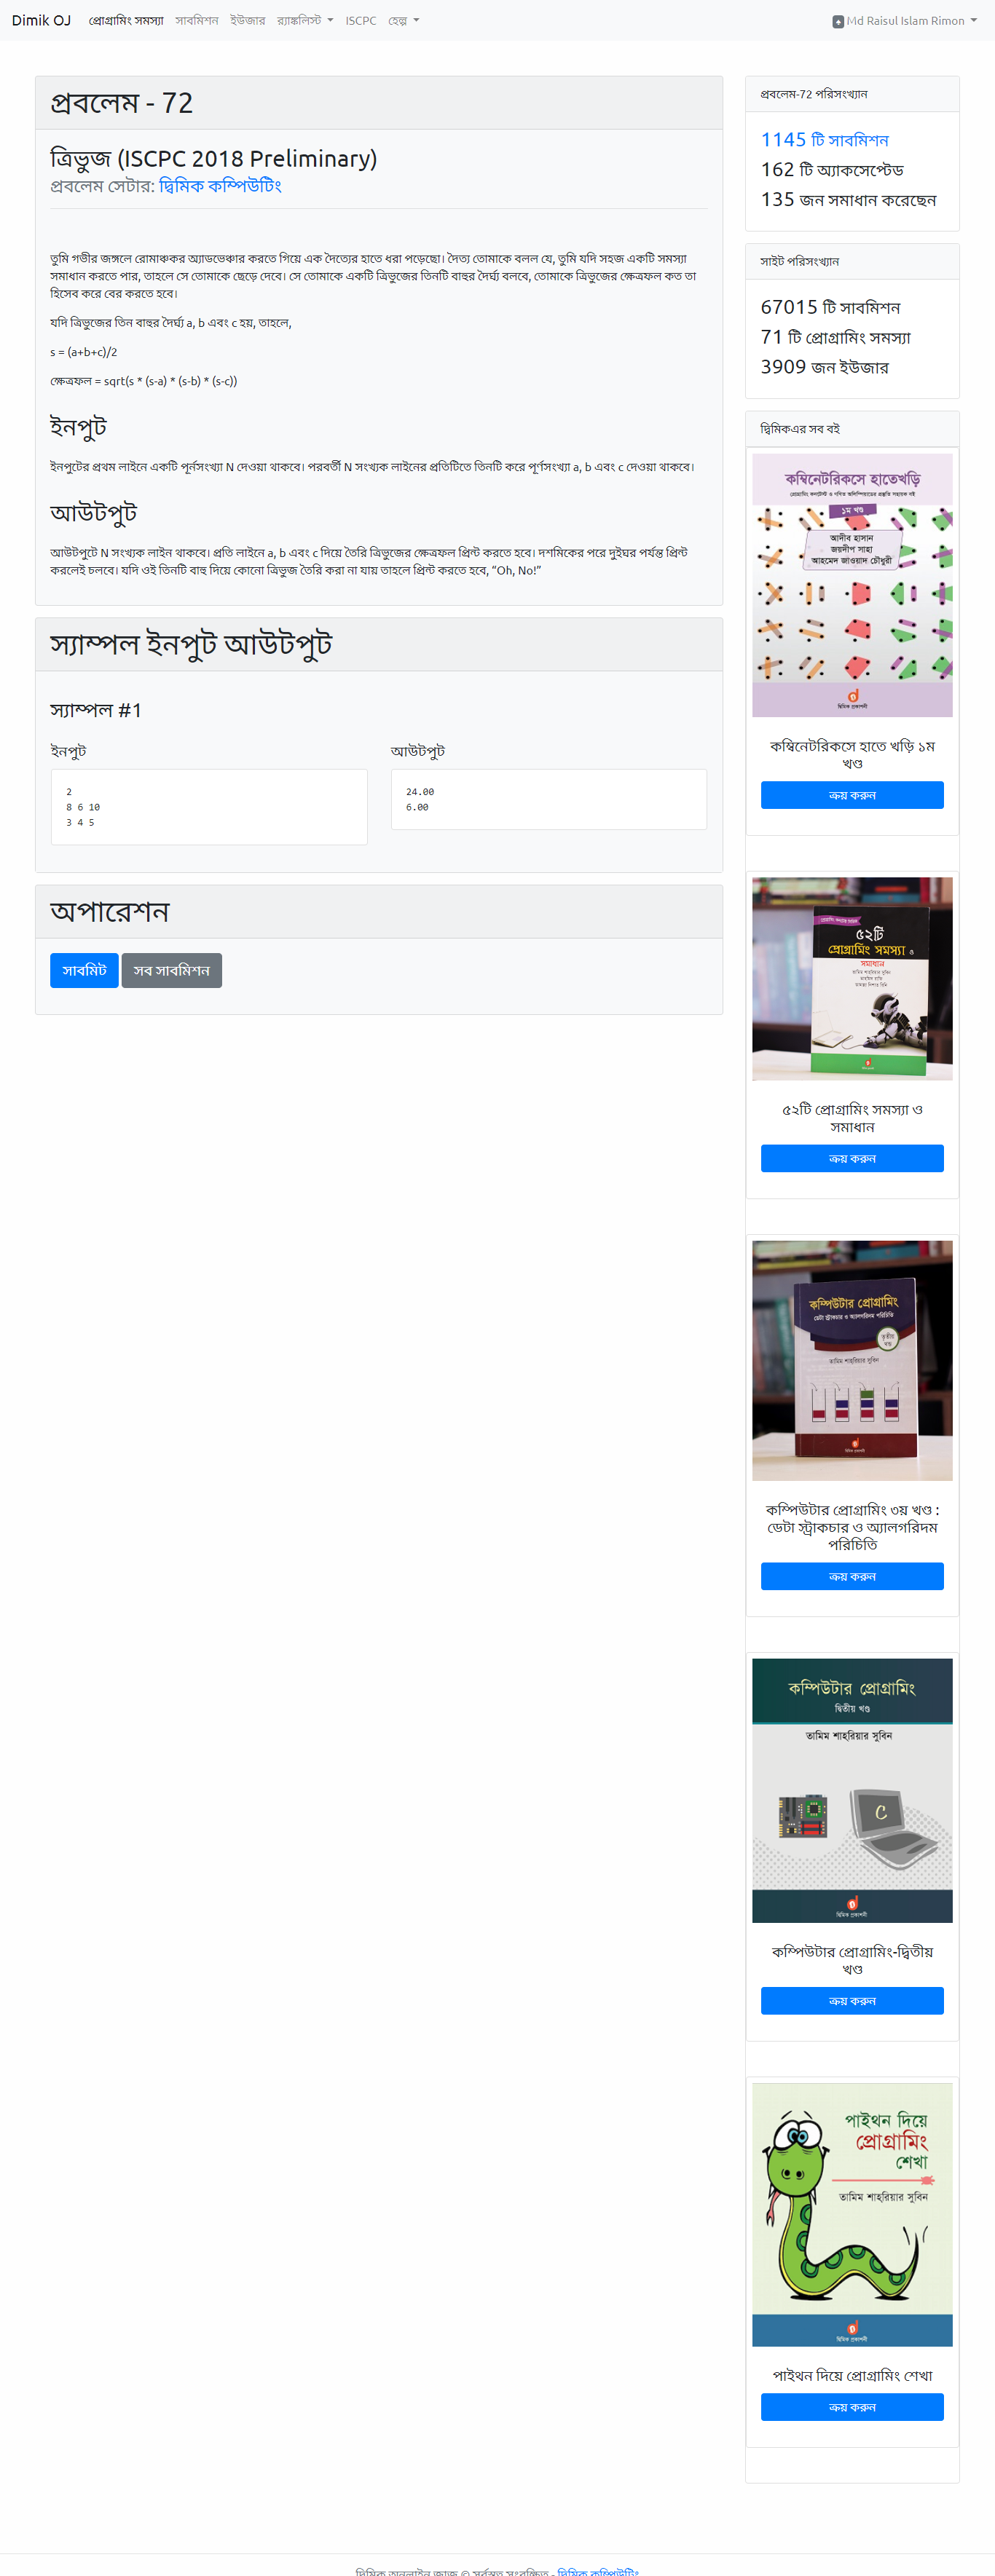 Dimik OJ প্রোগ্রামিং সমস্যা সাবমিশন ইউজার র‍্যাঙ্কলিস্ট ISCPC হেল্প Md Raisul Islam Rimon
প্রবলেম - 72
ত্রিভুজ (ISCPC 2018 Preliminary)
প্রবলেম সেটার: দ্বিমিক কম্পিউটিং
তুমি গভীর জঙ্গলে রোমাঞ্চকর অ্যাডভেঞ্চার করতে গিয়ে এক দৈত্যের হাতে ধরা পড়েছো। দৈত্য তোমাকে বলল যে, তুমি যদি সহজ একটি সমস্যা
সমাধান করতে পার, তাহলে সে তোমাকে ছেড়ে দেবে। সে তোমাকে একটি ত্রিভুজের তিনটি বাহুর দৈর্ঘ্য বলবে, তোমাকে ত্রিভুজের ক্ষেত্রফল কত তা
হিসেব করে বের করতে হবে।
যদি ত্রিভুজের তিন বাহুর দৈর্ঘ্য a, b এবং c হয়, তাহলে,
s = (a+b+c)/2
ক্ষেত্রফল = sqrt(s * (s-a) * (s-b) * (s-c))
ইনপুট
ইনপুটের প্রথম লাইনে একটি পূর্নসংখ্যা N দেওয়া থাকবে। পরবর্তী N সংখ্যক লাইনের প্রতিটিতে তিনটি করে পূর্ণসংখ্যা a, b এবং c দেওয়া থাকবে।
আউটপুট
আউটপুটে N সংখ্যক লাইন থাকবে। প্রতি লাইনে a, b এবং c দিয়ে তৈরি ত্রিভুজের ক্ষেত্রফল প্রিন্ট করতে হবে। দশমিকের পরে দুইঘর পর্যন্ত প্রিন্ট
করলেই চলবে। যদি ওই তিনটি বাহু দিয়ে কোনো ত্রিভুজ তৈরি করা না যায় তাহলে প্রিন্ট করতে হবে, “Oh, No!”
স্যাম্পল ইনপুট আউটপুট
স্যাম্পল #1
ইনপুট
2
8 6 10
3 4 5
আউটপুট
24.00
6.00
অপারেশন
সাবমিট সব সাবমিশন
প্রবলেম-72 পরিসংখ্যান
1145 টি সাবমিশন
162 টি অ্যাকসেপ্টেড
135 জন সমাধান করেছেন
সাইট পরিসংখ্যান
67015 টি সাবমিশন
71 টি প্রোগ্রামিং সমস্যা
3909 জন ইউজার
দ্বিমিকএর সব বই
কম্বিনেটরিকসে হাতেখড়ি
প্রোগ্রামিং কনটেস্ট ও গণিত অলিম্পিয়াডের প্রস্তুতি সহায়ক বই
১ম খণ্ড
আদীব হাসান
জয়দীপ সাহা
আহমেদ জাওয়াদ চৌধুরী
দ্বিমিক প্রকাশনী
কম্বিনেটরিকসে হাতে খড়ি ১ম
খণ্ড
ক্রয় করুন
৫২টি
প্রোগ্রামিং সমস্যা ও
সমাধান
তামিম শাহ্‌রিয়ার সুবিন
৫২টি প্রোগ্রামিং সমস্যা ও
সমাধান
ক্রয় করুন
কম্পিউটার প্রোগ্রামিং
ডেটা স্ট্রাকচার ও অ্যালগরিদম পরিচিতি
তৃতীয়
খণ্ড
তামিম শাহ্‌রিয়ার সুবিন
কম্পিউটার প্রোগ্রামিং ৩য় খণ্ড :
ডেটা স্ট্রাকচার ও অ্যালগরিদম
পরিচিতি
ক্রয় করুন
কম্পিউটার প্রোগ্রামিং
দ্বিতীয় খণ্ড
তামিম শাহরিয়ার সুবিন
C
দ্বিমিক প্রকাশনী
কম্পিউটার প্রোগ্রামিং-দ্বিতীয়
খণ্ড
ক্রয় করুন
পাইথন দিয়ে
প্রোগ্রামিং
শেখা
তামিম শাহ্‌রিয়ার সুবিন
দ্বিমিক প্রকাশনী
পাইথন দিয়ে প্রোগ্রামিং শেখা
ক্রয় করুন
দ্বিমিক অনলাইন জাজ © সর্বস্বত্ব সংরক্ষিত - দ্বিমিক কম্পিউটিং